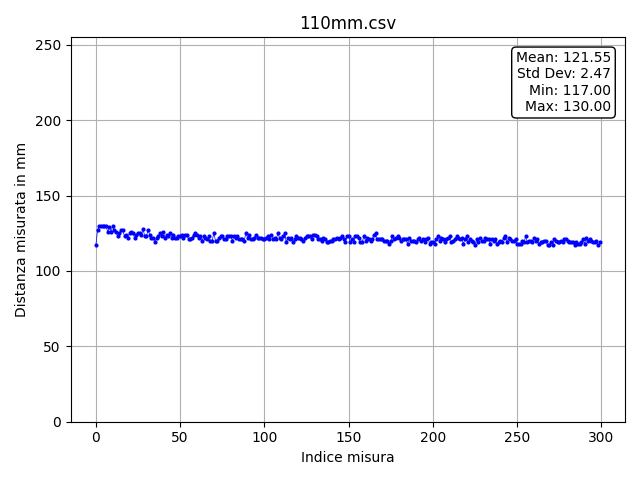 110mm.csv
Mean: 121.55
Std Dev: 2.47
Min: 117.00
Max: 130.00
Distanza misurata in mm
250
200
150
100
50
0
0 50 100 150 200 250 300
Indice misura